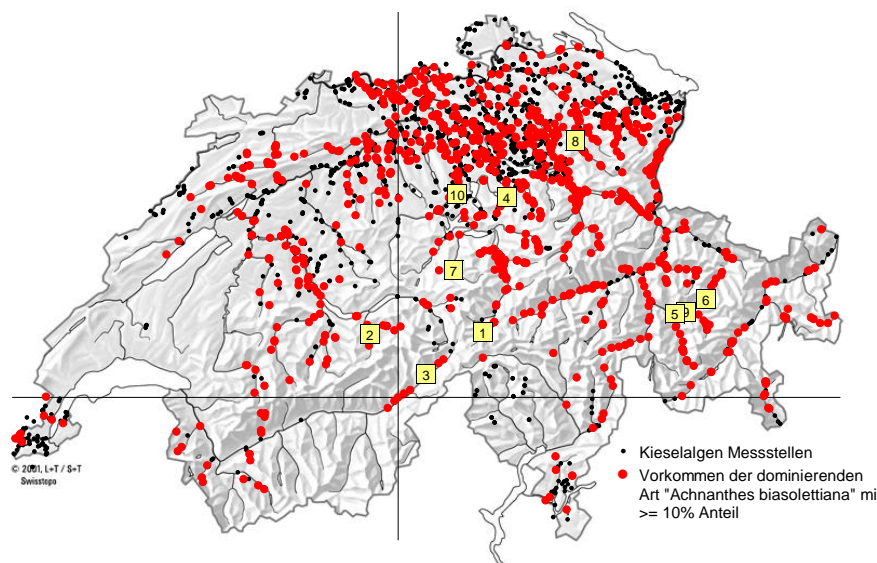 8
10
4
7
6
5
9
1
2
3
© 2001, L+T / S+T
Swisstopo
Kieselalgen Messstellen
Vorkommen der dominierenden
Art "Achnanthes biasolettiana" mi
>= 10% Anteil